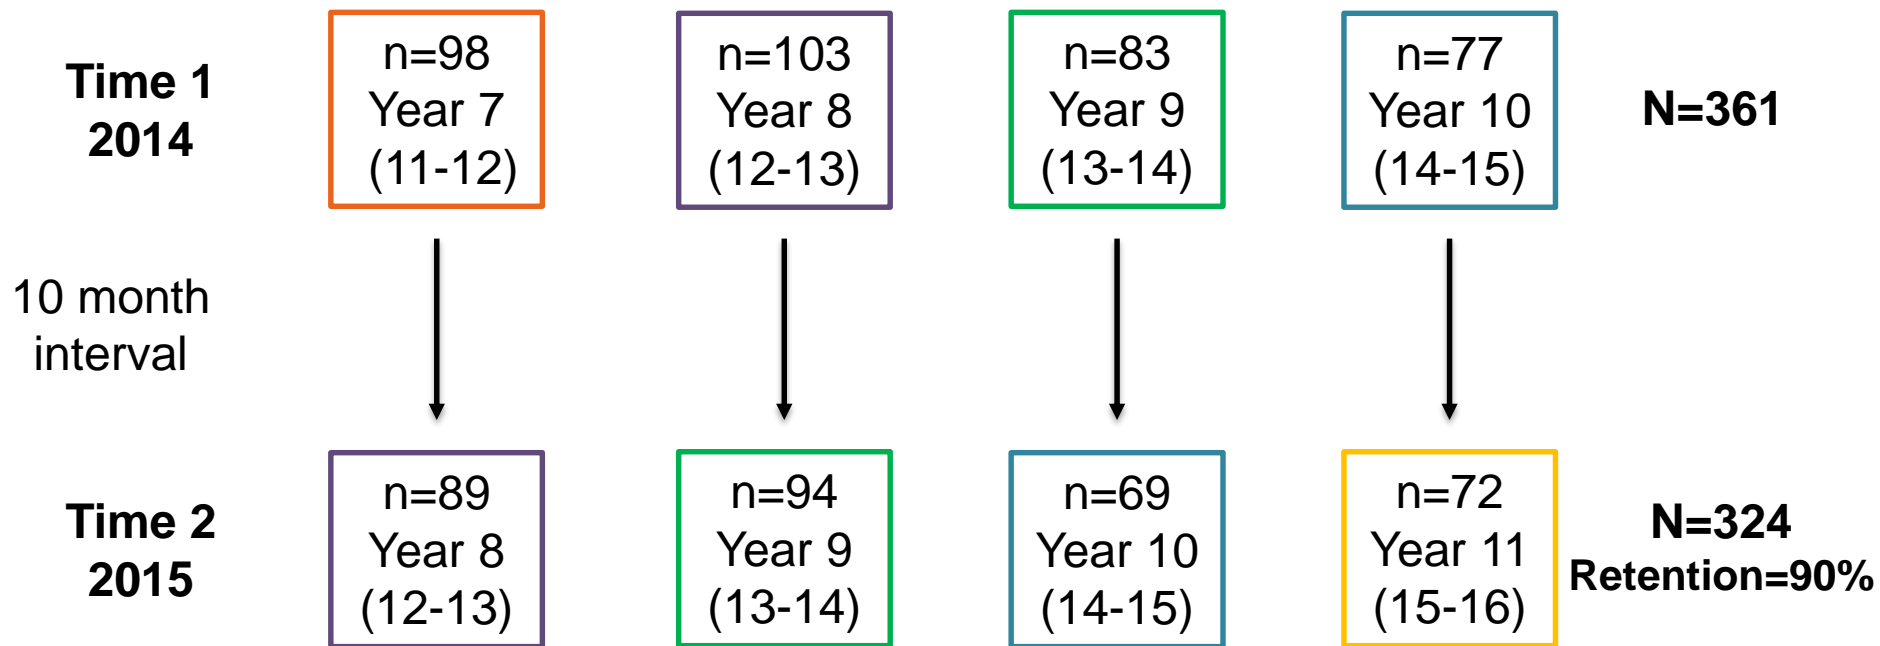 Time 1
2014
n=98
Year 7
(11-12)
n=103
Year 8
(12-13)
n=83
Year 9
(13-14)
n=77
Year 10
(14-15)
N=361
10 month
interval
Time 2
2015
n=89
Year 8
(12-13)
n=94
Year 9
(13-14)
n=69
Year 10
(14-15)
n=72
Year 11
(15-16)
N=324
Retention=90%